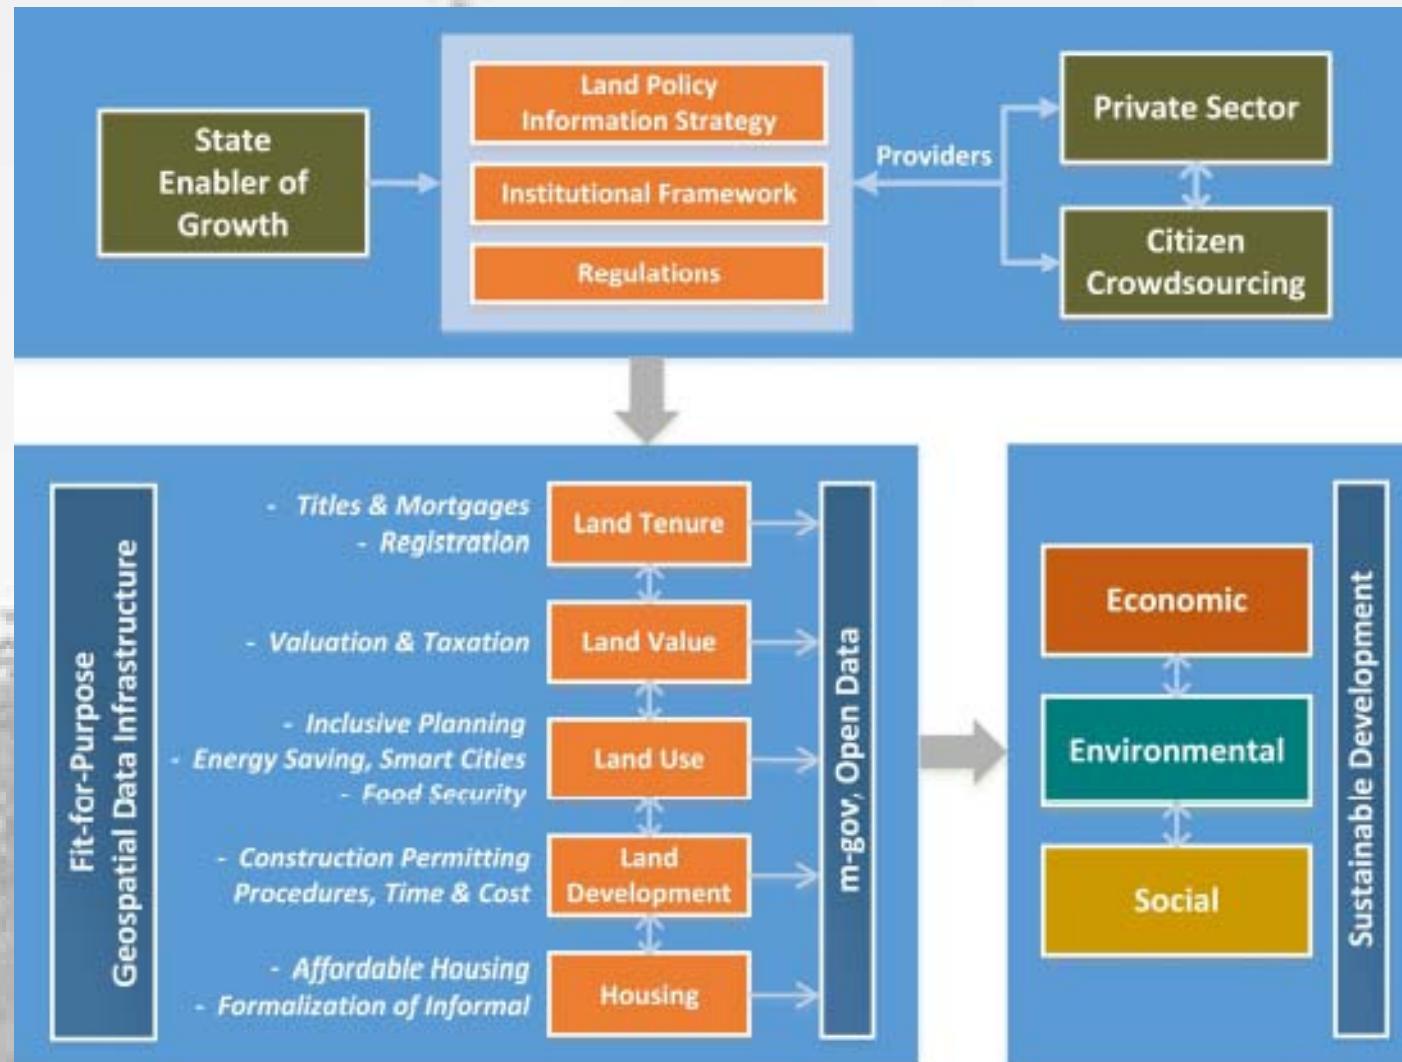 State
Enabler of
Growth
Land Policy
Information Strategy
Institutional Framework
Regulations
Providers
Private Sector
Citizen
Crowdsourcing
Fit-for-Purpose
Geospatial Data Infrastructure
- Titles & Mortgages
- Registration
Land Tenure
- Valuation & Taxation
Land Value
- Inclusive Planning
- Energy Saving, Smart Cities
- Food Security
Land Use
- Construction Permitting
Procedures, Time & Cost
Land
Development
- Affordable Housing
- Formalization of Informal
Housing
m-gov, Open Data
Economic
Environmental
Social
Sustainable Development